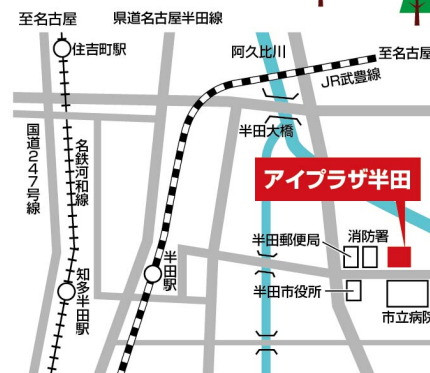 至名古屋
県道名古屋半田線
住吉町駅
阿久比川
至名古屋
JR武豊線
半田大橋
国道247号線
名鉄河和線
アイプラザ半田
半田郵便局
消防署
半田駅
知多半田駅
半田市役所
市立病院